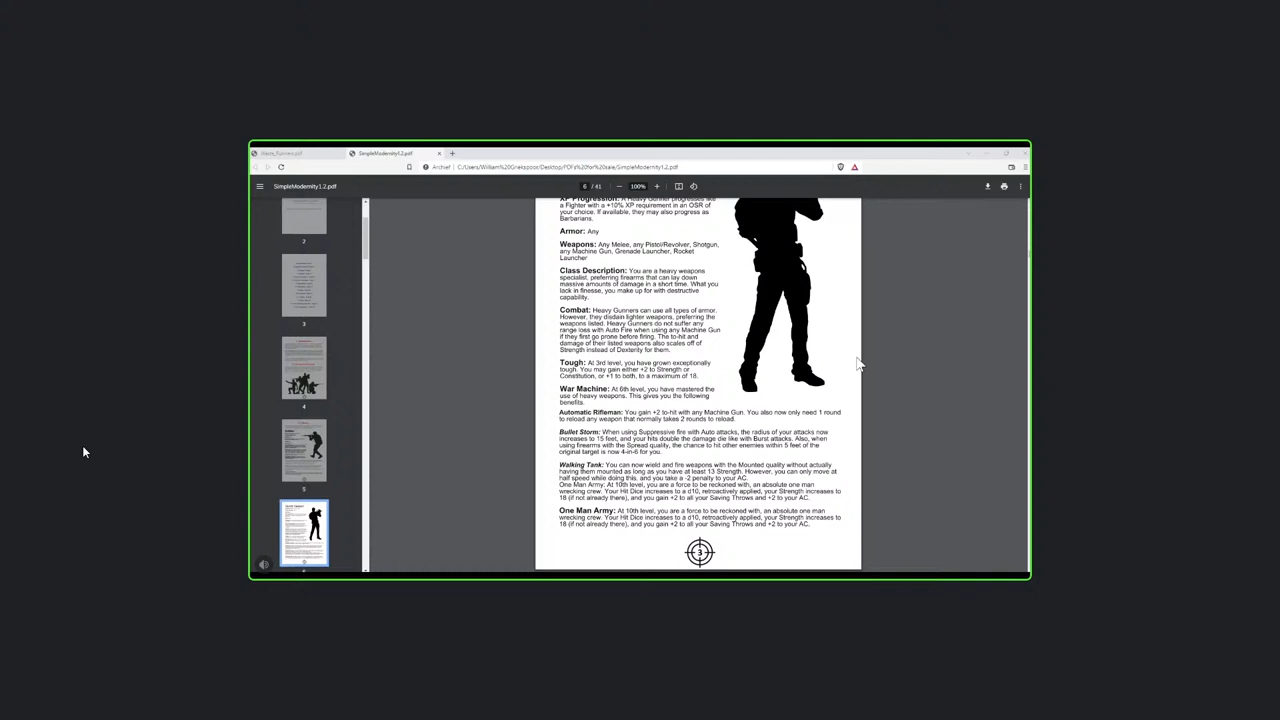 Waste_Runners.pdf
SimpleModernity1.2.pdf
Archief
C:/Users/William%20Gnekspoos/Desktop/PDFs%20for%20sale/SimpleModernity1.2.pdf
SimpleModernity1.2.pdf
6 / 41
100%
2
3
4
5
XP Progression: A Heavy Gunner progresses like
a Fighter with a +10% XP requirement in an OSR of
your choice. If available, they may also progress as
Barbarians.
Armor: Any
Weapons: Any Melee, any Pistol/Revolver, Shotgun,
any Machine Gun, Grenade Launcher, Rocket
Launcher
Class Description: You are a heavy weapons
specialist, preferring firearms that can lay down
massive amounts of damage in a short time. What you
lack in finesse, you make up for with destructive
capability.
Combat: Heavy Gunners can use all types of armor.
However, they disdain lighter weapons, preferring the
weapons listed. Heavy Gunners do not suffer any
range loss with Auto Fire when using any Machine Gun
if they first go prone before firing. The to-hit and
damage of their listed weapons also scales off of
Strength instead of Dexterity for them.
Tough: At 3rd level, you have grown exceptionally
tough. You may gain either +2 to Strength or
Constitution, or +1 to both, to a maximum of 18.
War Machine: At 6th level, you have mastered the
use of heavy weapons. This gives you the following
benefits.
Automatic Rifleman: You gain +2 to-hit with any Machine Gun. You also now only need 1 round
to reload any weapon that normally takes 2 rounds to reload.
Bullet Storm: When using Suppressive fire with Auto attacks, the radius of your attacks now
increases to 15 feet, and your hits double the damage die like with Burst attacks. Also, when
using firearms with the Spread quality, the chance to hit other enemies within 5 feet of the
original target is now 4-in-6 for you.
Walking Tank: You can now wield and fire weapons with the Mounted quality without actually
having them mounted as long as you have at least 13 Strength. However, you can only move at
half speed while doing this, and you take a -2 penalty to your AC.
One Man Army: At 10th level, you are a force to be reckoned with, an absolute one man
wrecking crew. Your Hit Dice increases to a d10, retroactively applied, your Strength increases to
18 (if not already there), and you gain +2 to all your Saving Throws and +2 to your AC.
One Man Army: At 10th level, you are a force to be reckoned with, an absolute one man
wrecking crew. Your Hit Dice increases to a d10, retroactively applied, your Strength increases to
18 (if not already there), and you gain +2 to all your Saving Throws and +2 to your AC.
3